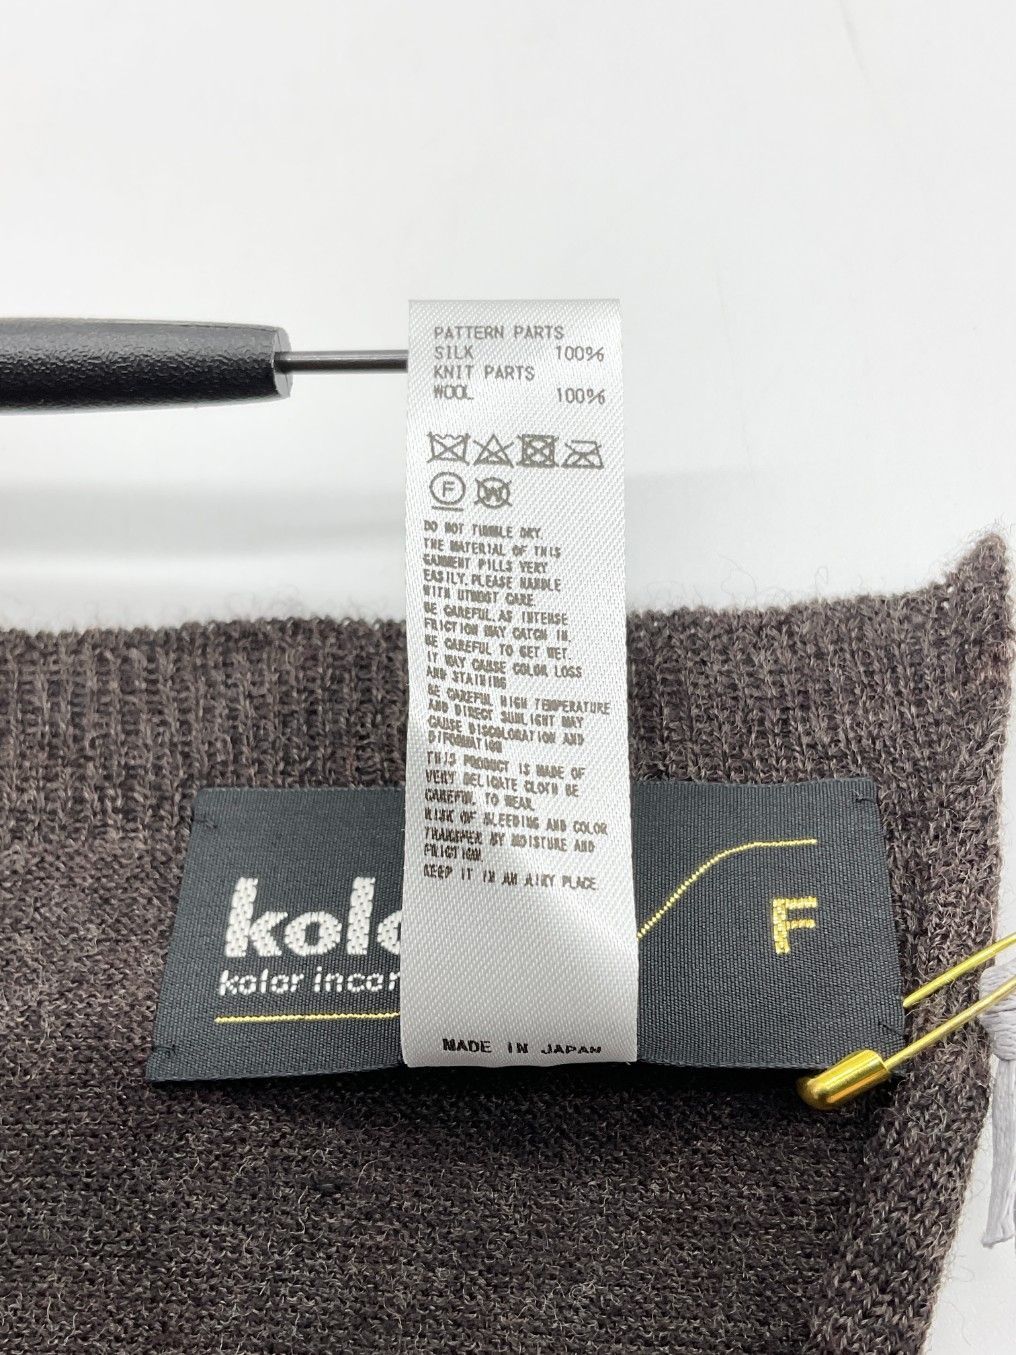 PATTERN PARTS
SILK 100%
KNIT PARTS
WOOL 100%
F
W
DO NOT TUMBLE DRY.
THE MATERIAL OF THIS
GARMENT PILLS VERY
EASILY. PLEASE HANDLE
WITH UTMOST CARE.
BE CAREFUL, AS INTENSE
FRICTION MAY CATCH IN.
BE CAREFUL TO GET WET.
IT MAY CAUSE COLOR LOSS
AND STAINING
BE CAREFUL HIGH TEMPERATURE
AND DIRECT SUNLIGHT MAY
CAUSE DISCOLORATION AND
DIFORMATION
THIS PRODUCT IS MADE OF
VERY DELICATE CLOTH BE
CAREFUL TO WEAR.
RISK OF BLEEDING AND COLOR
TRANSFER BY MOISTURE AND
FRICTION.
KEEP IT IN AN AIRY PLACE.
kolo
F
kolor incor
MADE IN JAPAN